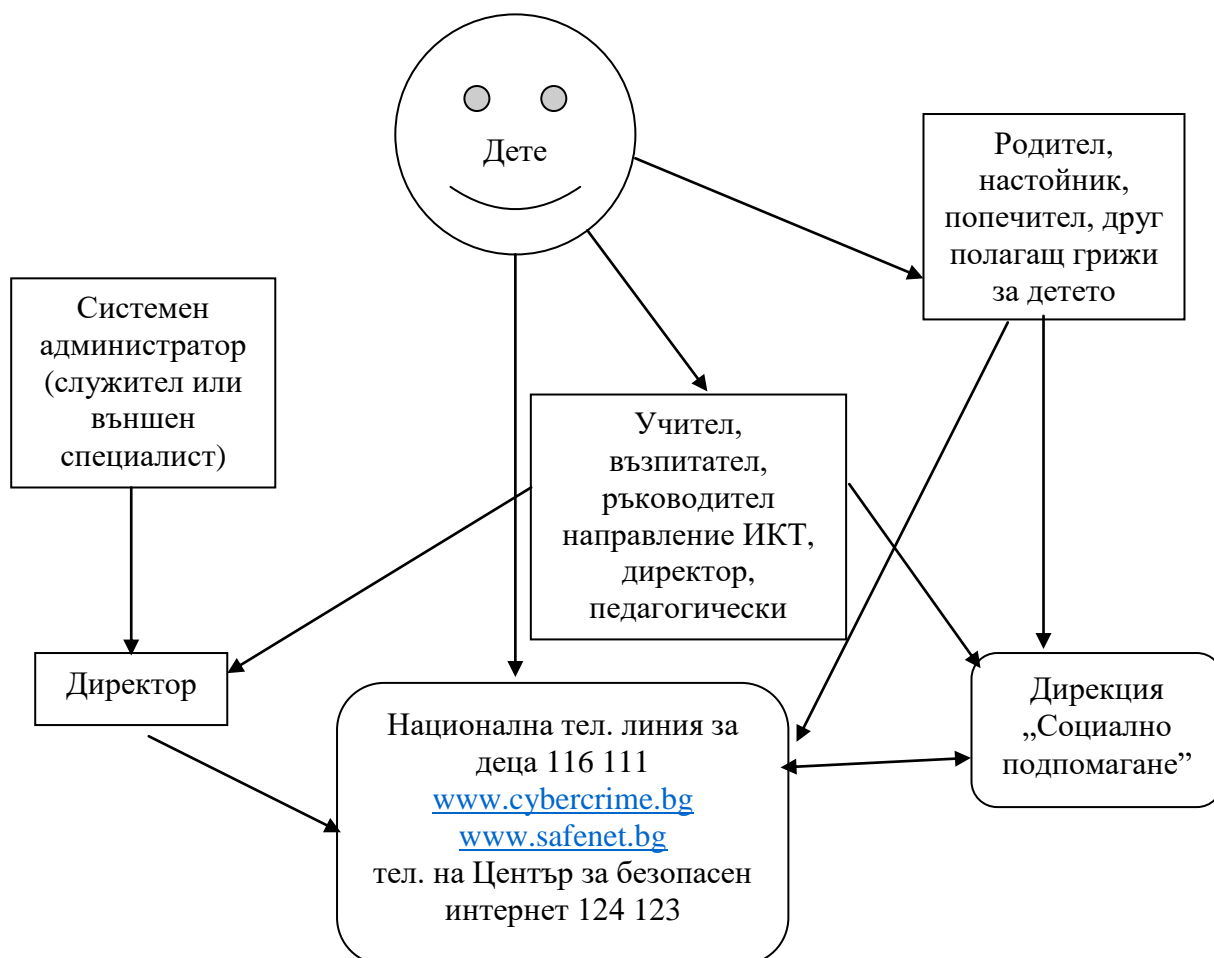 Дете
Родител,
настойник,
попечител, друг
полагащ грижи
за детето
Системен
администратор
(служител или
външен
специалист)
Учител,
възпитател,
ръководител
направление ИКТ,
директор,
педагогически
Директор
Национална тел. линия за
деца 116 111
www.cybercrime.bg
www.safenet.bg
тел. на Център за безопасен
интернет 124 123
Дирекция
„Социално
подпомагане”